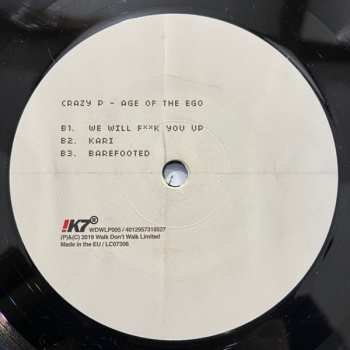 CRAZY P - AGE OF THE EGO
B1. WE WILL F**K YOU UP
B2. KARI
B3. BAREFOOTED
!K7®
WDWLP005 / 4012957318527
(P)&(C) 2019 Walk Don't Walk Limited
Made in the EU / LC07306